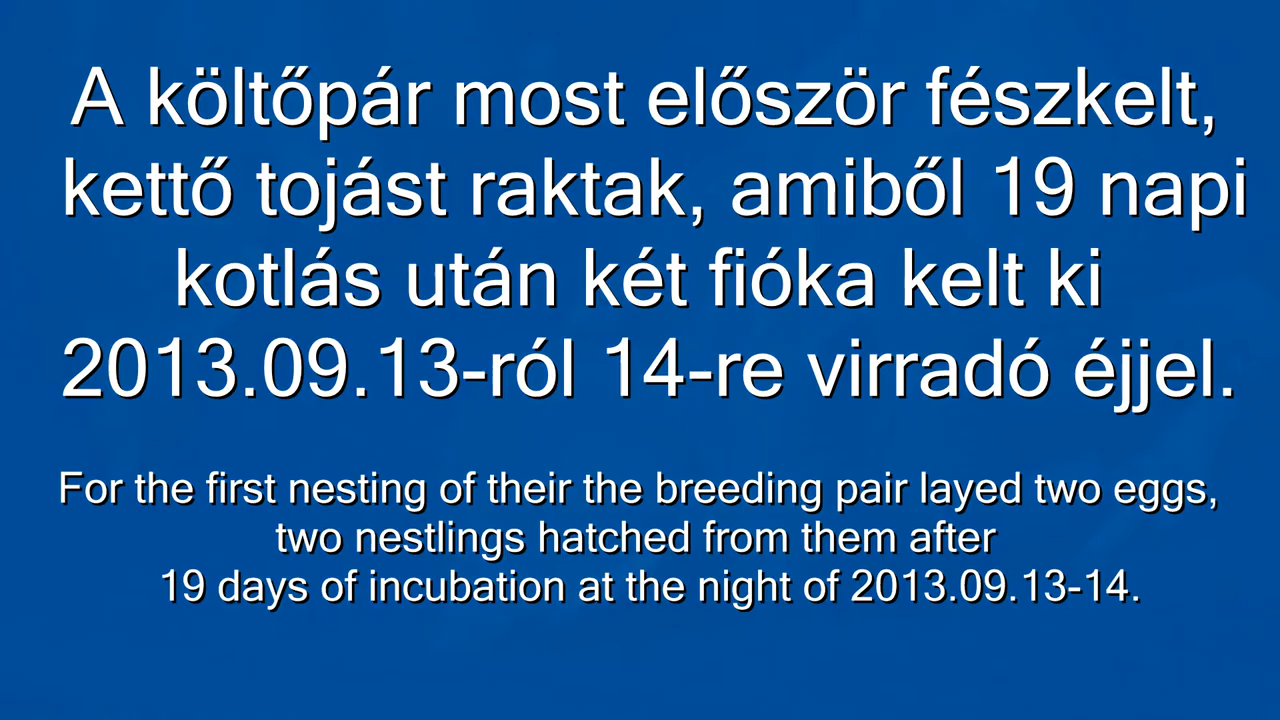 A költőpár most először fészkelt,
kettő tojást raktak, amiből 19 napi
kotlás után két fióka kelt ki
2013.09.13-ról 14-re virradó éjjel.
For the first nesting of their the breeding pair layed two eggs,
two nestlings hatched from them after
19 days of incubation at the night of 2013.09.13-14.